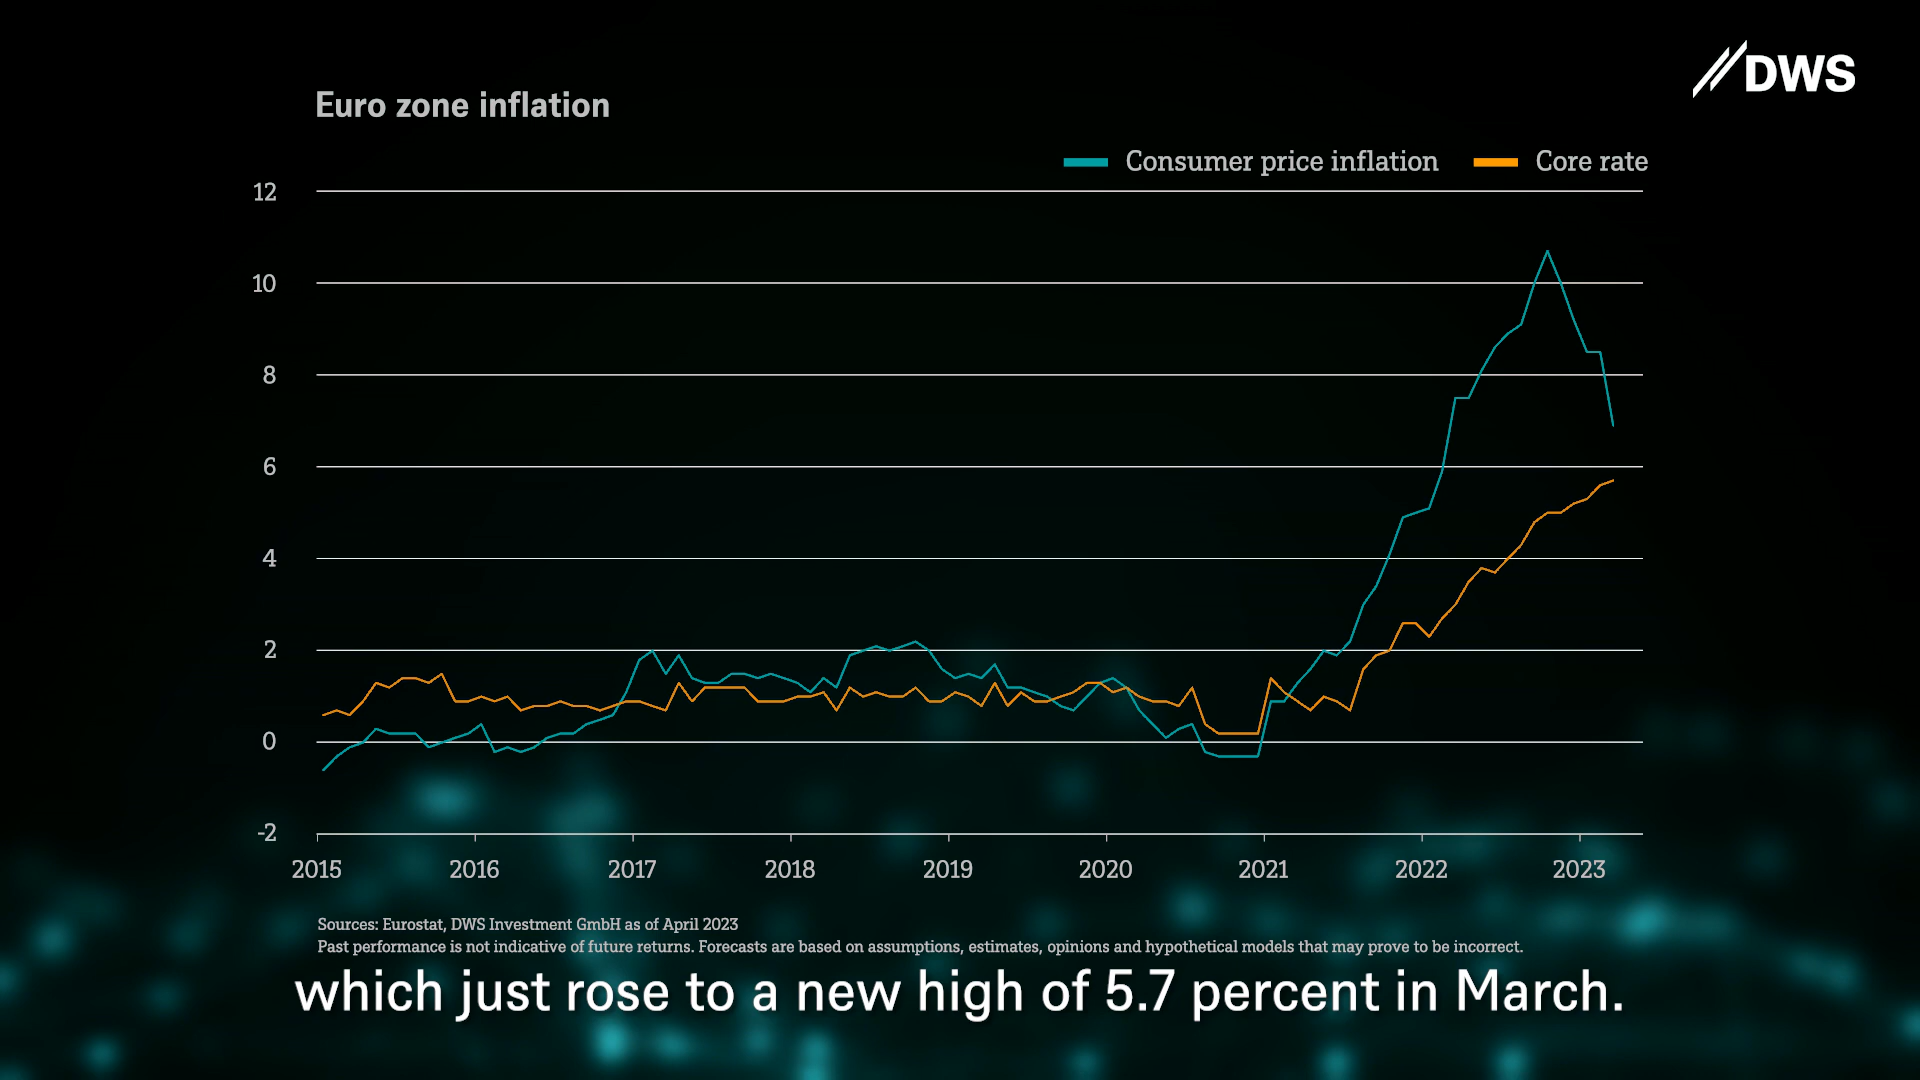 DWS
Euro zone inflation
Consumer price inflation Core rate
12
10
8
6
4
2
0
-2
2015 2016 2017 2018 2019 2020 2021 2022 2023
Sources: Eurostat, DWS Investment GmbH as of April 2023
Past performance is not indicative of future returns. Forecasts are based on assumptions, estimates, opinions and hypothetical models that may prove to be incorrect.
which just rose to a new high of 5.7 percent in March.